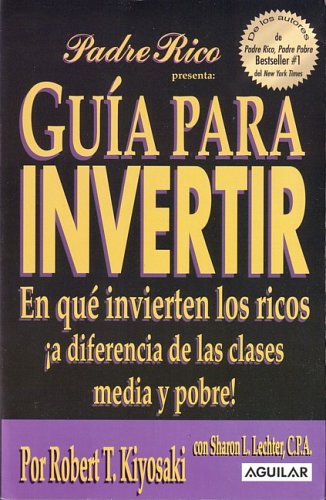 Padre Rico
presenta:
De los autores
de
Padre Rico, Padre Pobre
Bestseller #1
del New York Times
GUÍA PARA
INVERTIR
En qué invierten los ricos
¡a diferencia de las clases
media y pobre!
Por Robert T. Kiyosaki
con Sharon L. Lechter, C.P.A.
AGUILAR